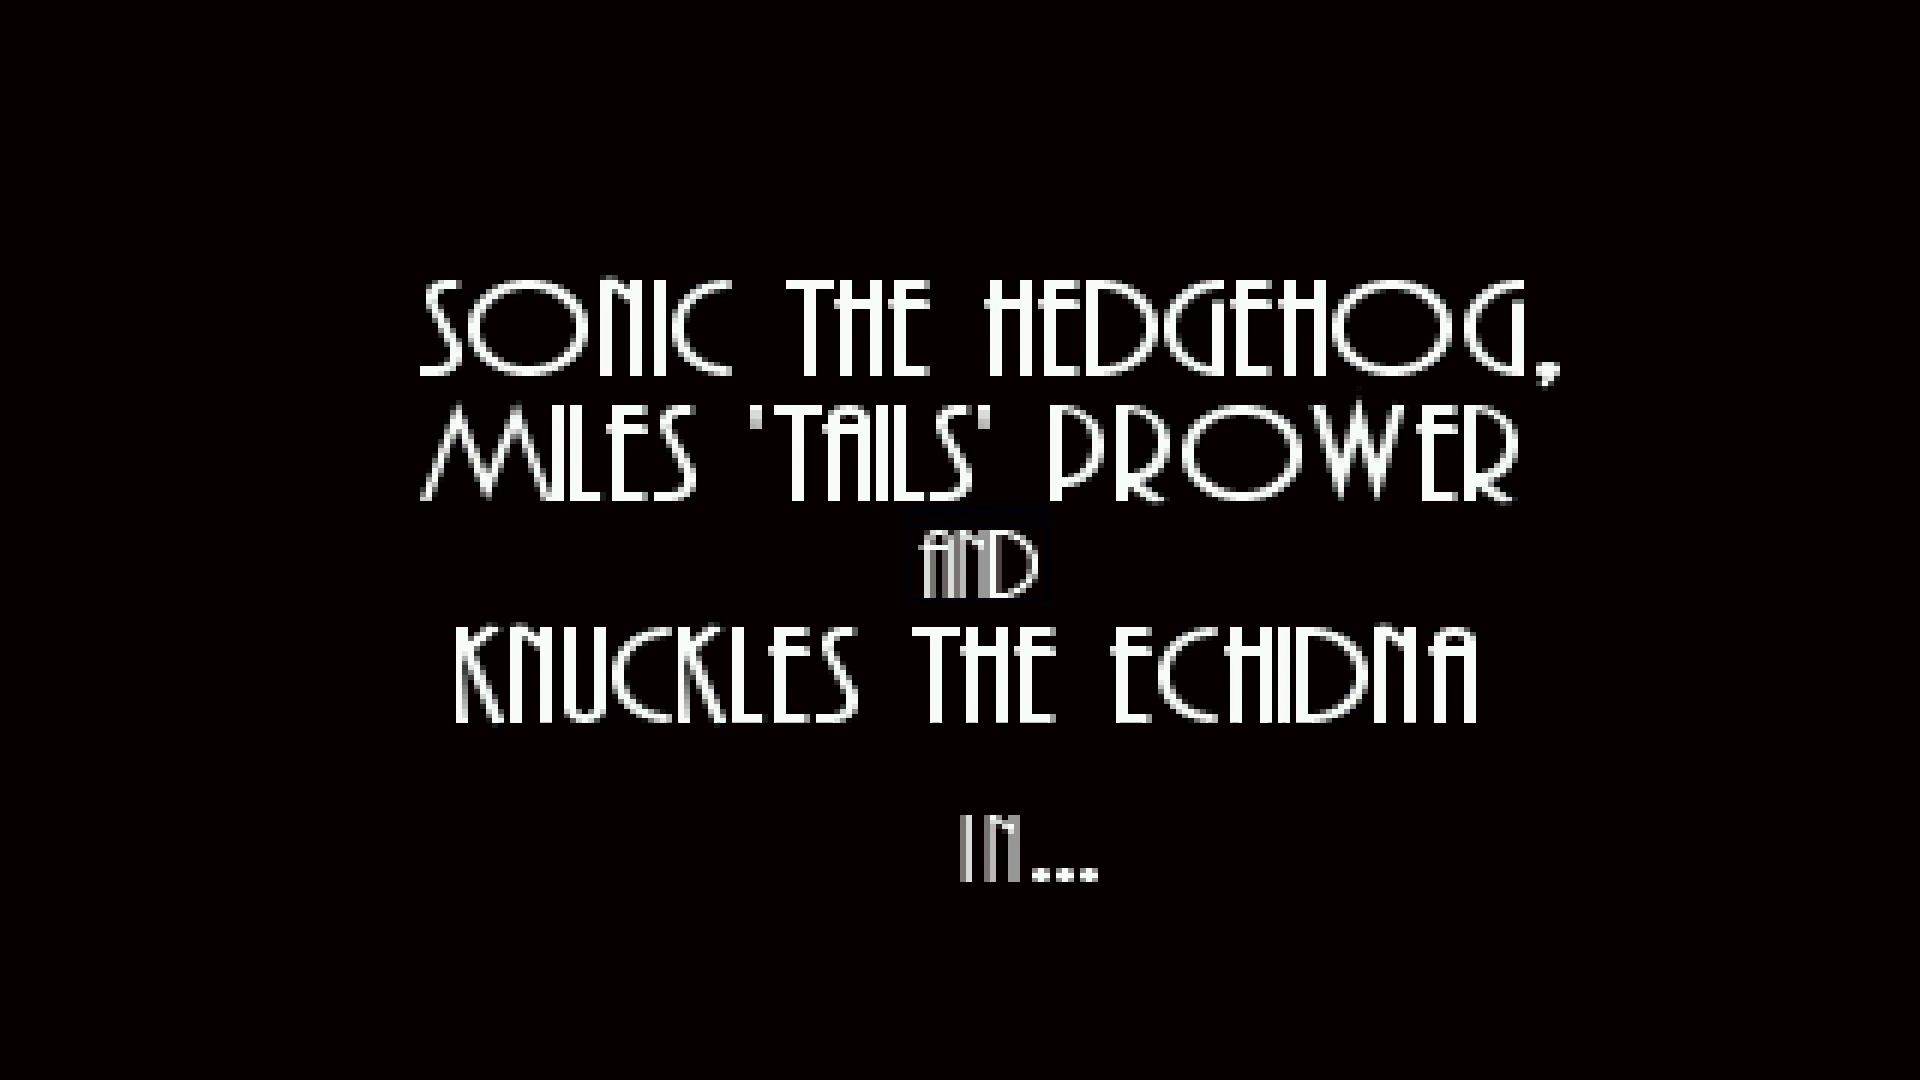 SONIC THE HEDGEHOG,
MILES 'TAILS' PROWER
AND
KNUCKLES THE ECHIDNA
IN...